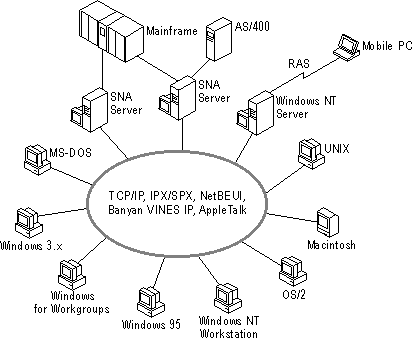 Mainframe
AS/400
Mobile PC
RAS
SNA
Server
SNA
Server
Windows NT
Server
MS-DOS
UNIX
TCP/IP, IPX/SPX, NetBEUI,
Banyan VINES IP, AppleTalk
Windows 3.x
Macintosh
Windows
for Workgroups
OS/2
Windows 95
Windows NT
Workstation